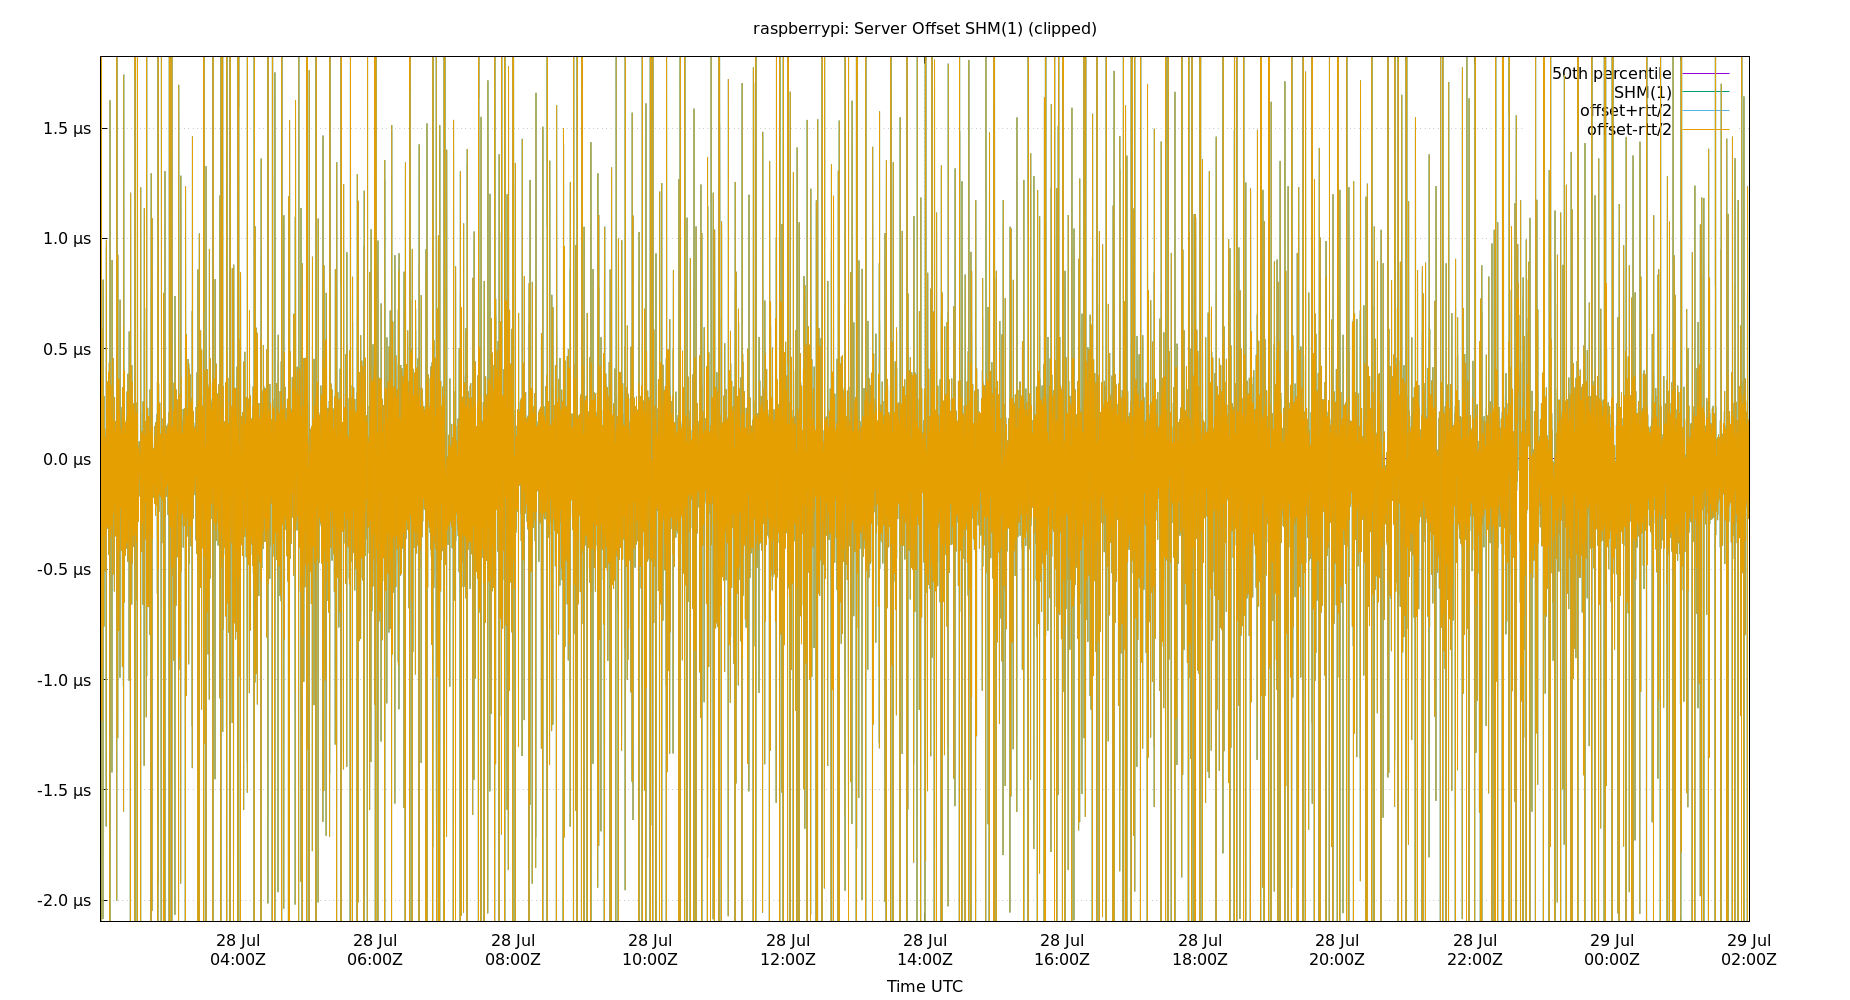 raspberrypi: Server Offset SHM(1) (clipped)
50th percentile
SHM(1)
offset+rtt/2
offset-rtt/2
1.5 µs
1.0 µs
0.5 µs
0.0 µs
-0.5 µs
-1.0 µs
-1.5 µs
-2.0 µs
28 Jul 28 Jul 28 Jul 28 Jul 28 Jul 28 Jul 28 Jul 28 Jul 28 Jul 28 Jul 29 Jul 29 Jul
04:00Z 06:00Z 08:00Z 10:00Z 12:00Z 14:00Z 16:00Z 18:00Z 20:00Z 22:00Z 00:00Z 02:00Z
Time UTC